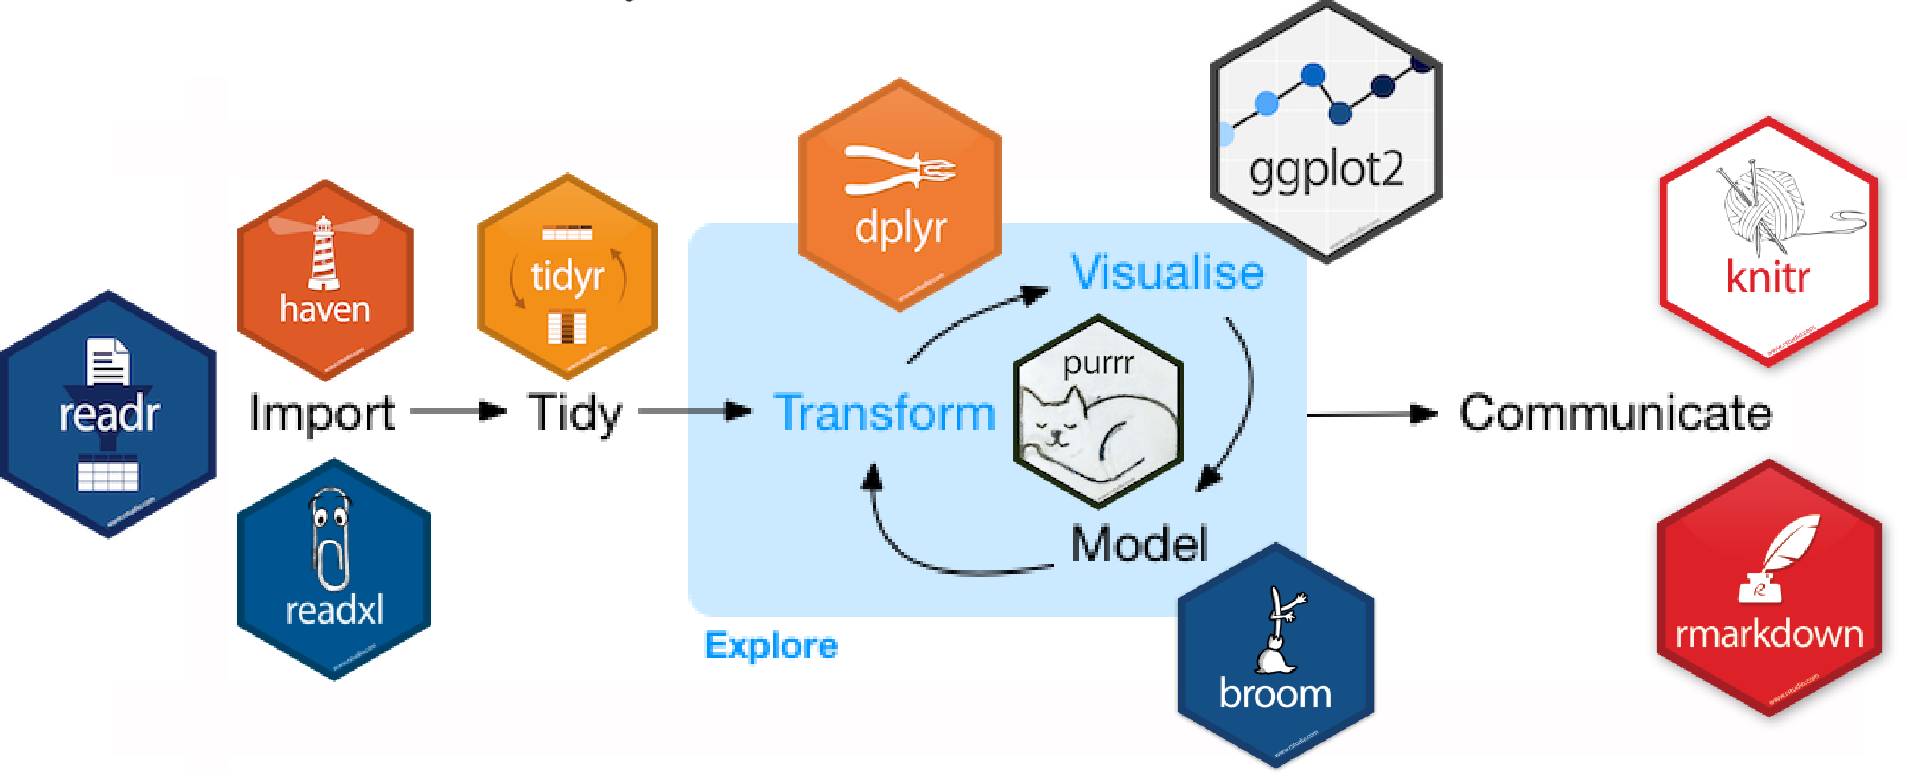 ggplot2
dplyr
knitr
haven
tidyr
Visualise
purrr
readr
Import
Tidy
Transform
Communicate
Model
readxl
Explore
broom
rmarkdown